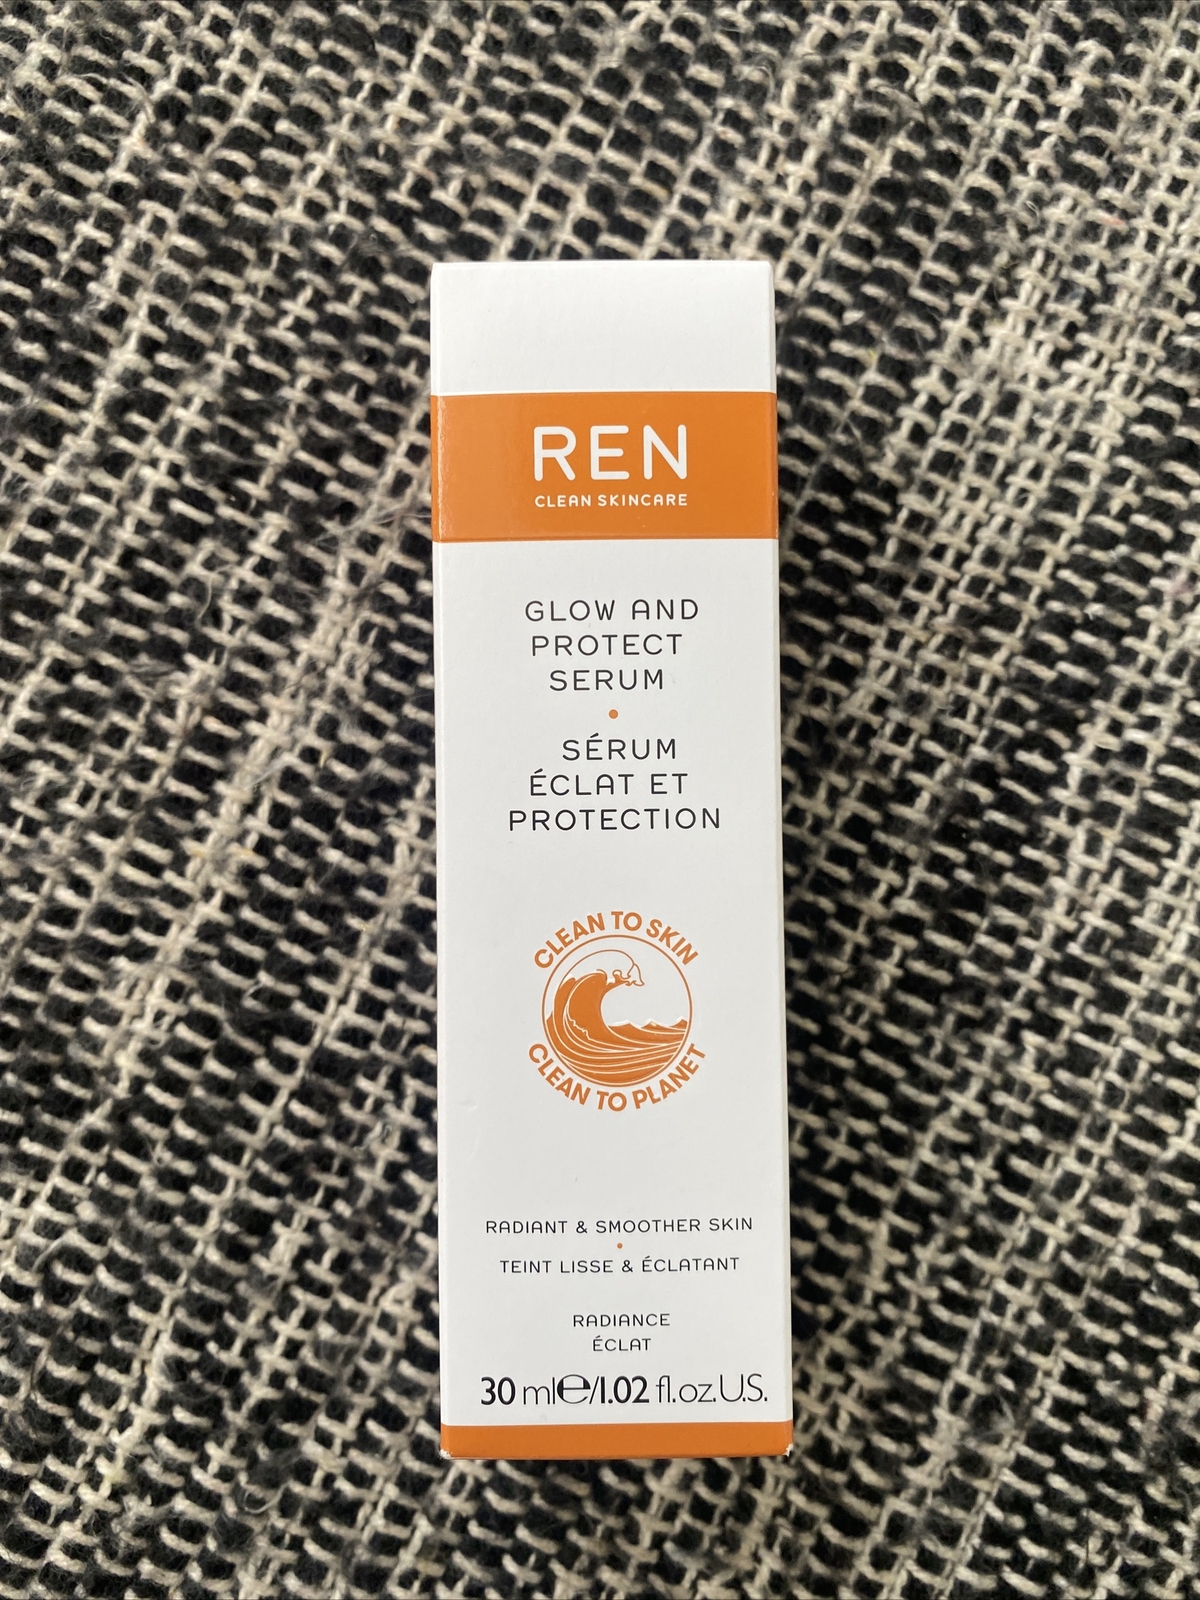 REN
CLEAN SKINCARE
GLOW AND
PROTECT
SERUM
SÉRUM
ÉCLAT ET
PROTECTION
CLEAN TO SKIN
CLEAN TO PLANET
RADIANT & SMOOTHER SKIN
TEINT LISSE & ÉCLATANT
RADIANCE
ÉCLAT
30 ml℮/1.02 fl.oz.U.S.